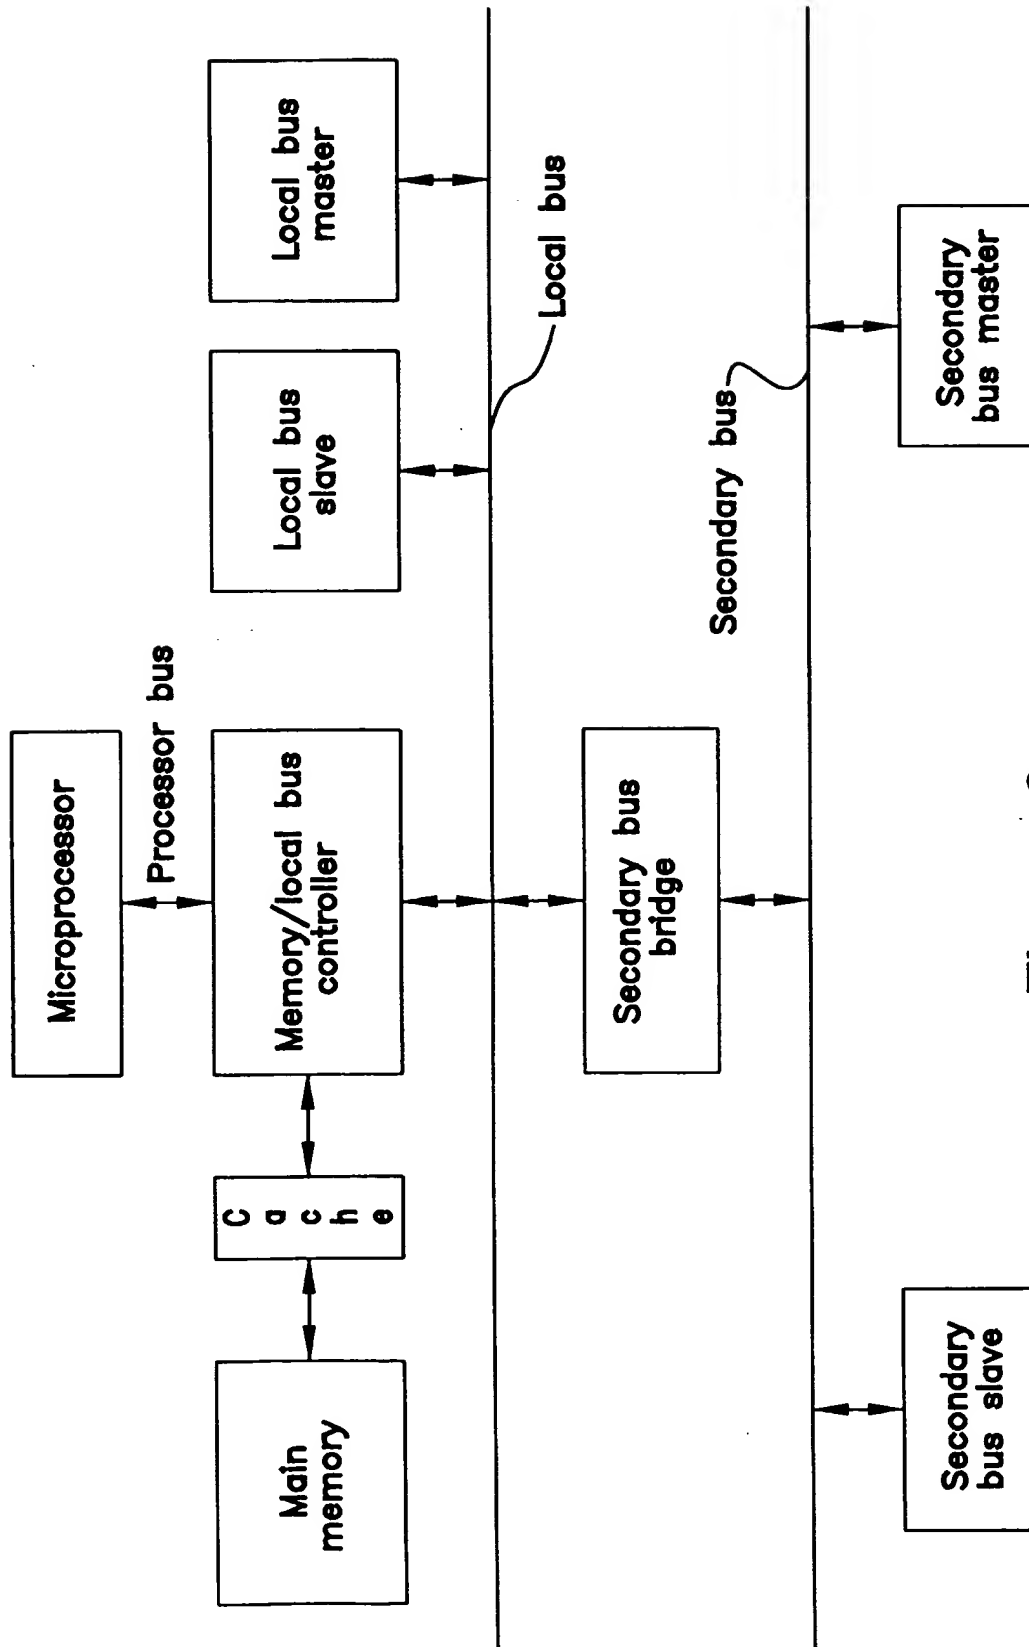 Microprocessor
Processor bus
Main
memory
C
a
c
h
e
Memory/local bus
controller
Local bus
slave
Local bus
master
Local bus
Secondary bus
bridge
Secondary bus
Secondary
bus slave
Secondary
bus master